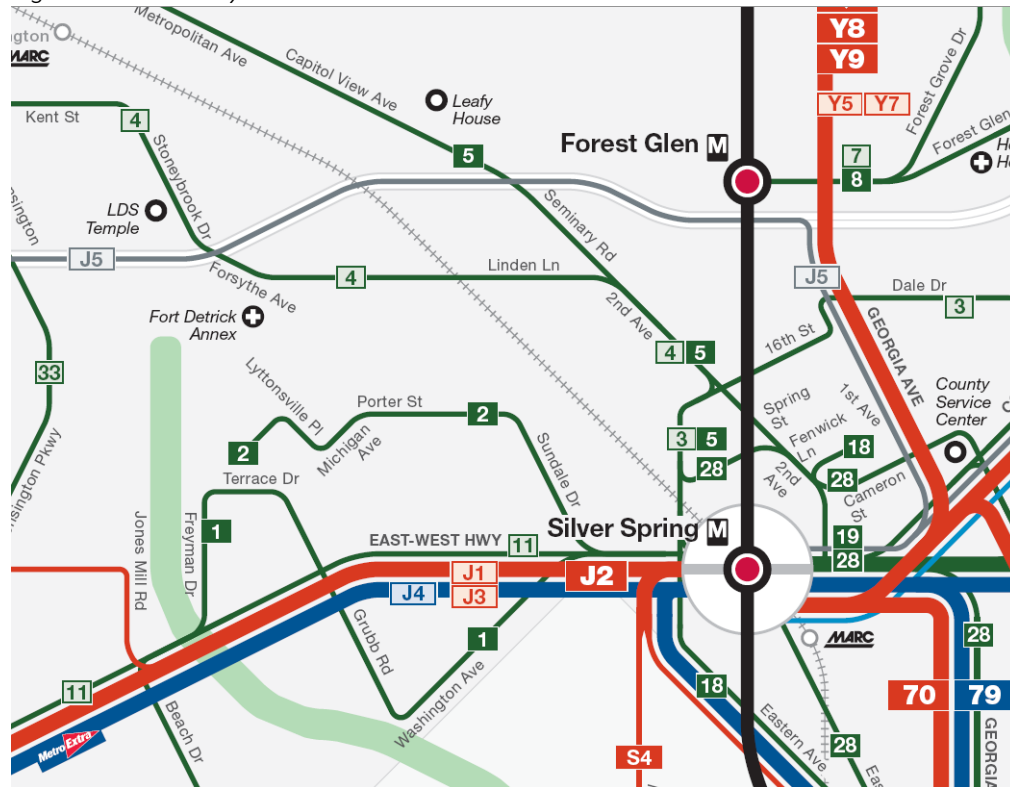 Metropolitan Ave
ngton
MARC
Capitol View Ave
Leafy
House
Y8
Y9
Y5
Y7
Forest Grove Dr
Forest Glen
Kent St
4
Stoneybrook Dr
5
Forest Glen M
7
8
LDS
Temple
J5
Seminary Rd
Forsythe Ave
4
Linden Ln
J5
Dale Dr
3
Fort Detrick
Annex
2nd Ave
16th St
GEORGIA AVE
33
4
5
Lyttonsville Pl
Porter St
2
Michigan
Ave
2
Sundale Dr
3
5
28
Spring
St
Fenwick
Ln
1st Ave
18
County
Service
Center
2nd
Ave
28
Cameron
St
Terrace Dr
1
Jones Mill Rd
Freyman Dr
EAST-WEST HWY
11
Silver Spring M
19
28
J1
J2
J4
J3
Grubb Rd
1
Washington Ave
MARC
28
11
MetroExtra
Beach Dr
18
70
79
Eastern Ave
28
S4
GEORGIA